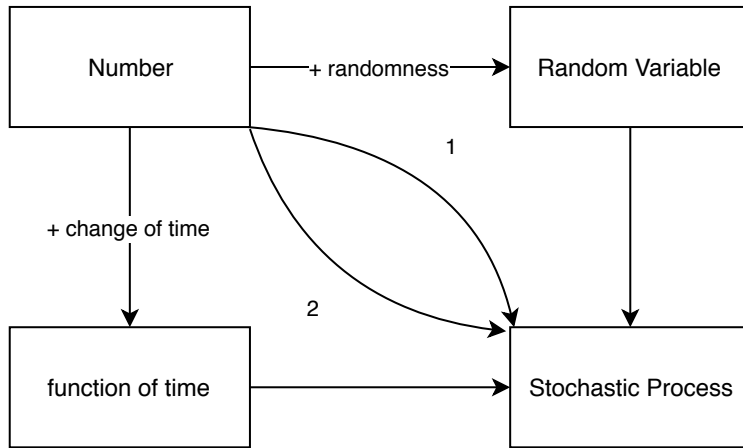 Number
+ randomness
Random Variable
1
+ change of time
2
function of time
Stochastic Process